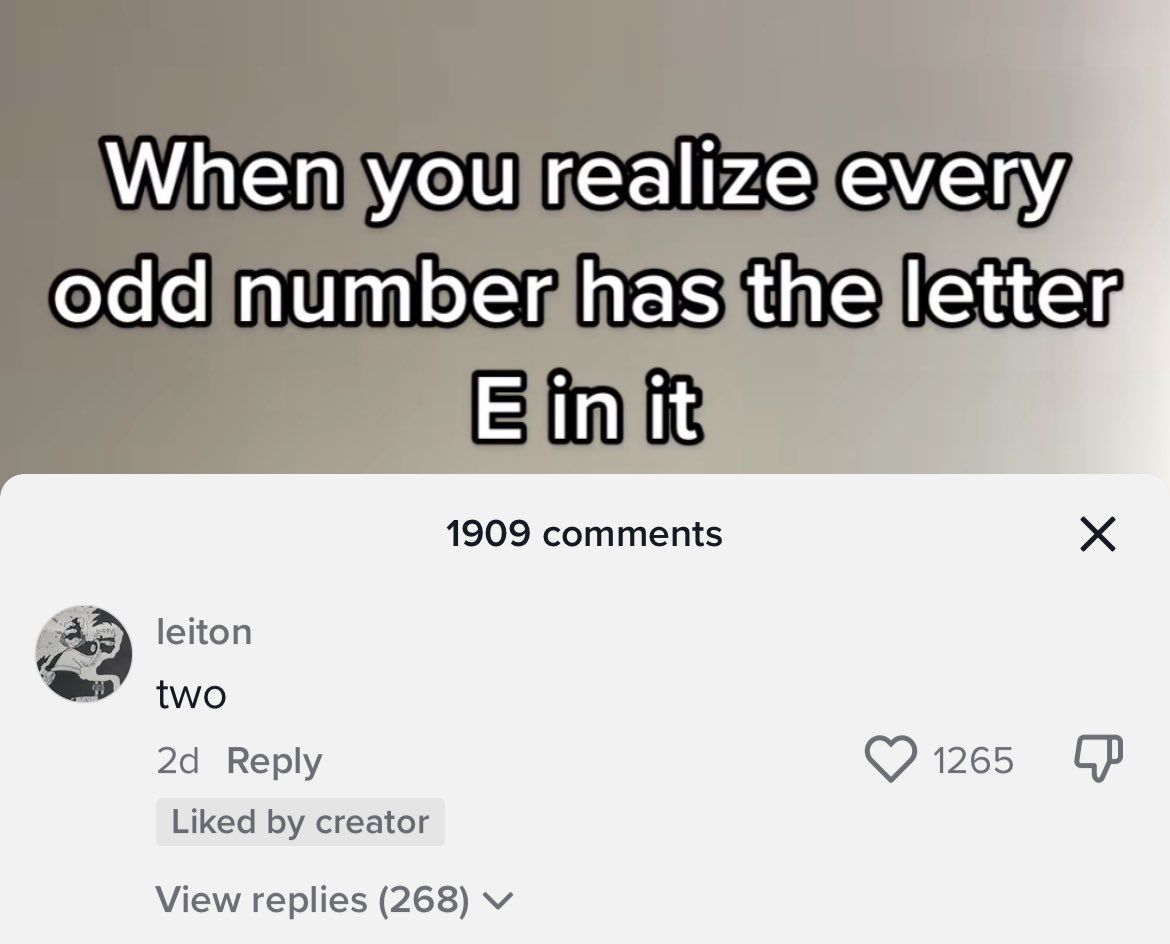 When you realize every
odd number has the letter
E in it
1909 comments
leiton
two
2d Reply 1265
Liked by creator
View replies (268)